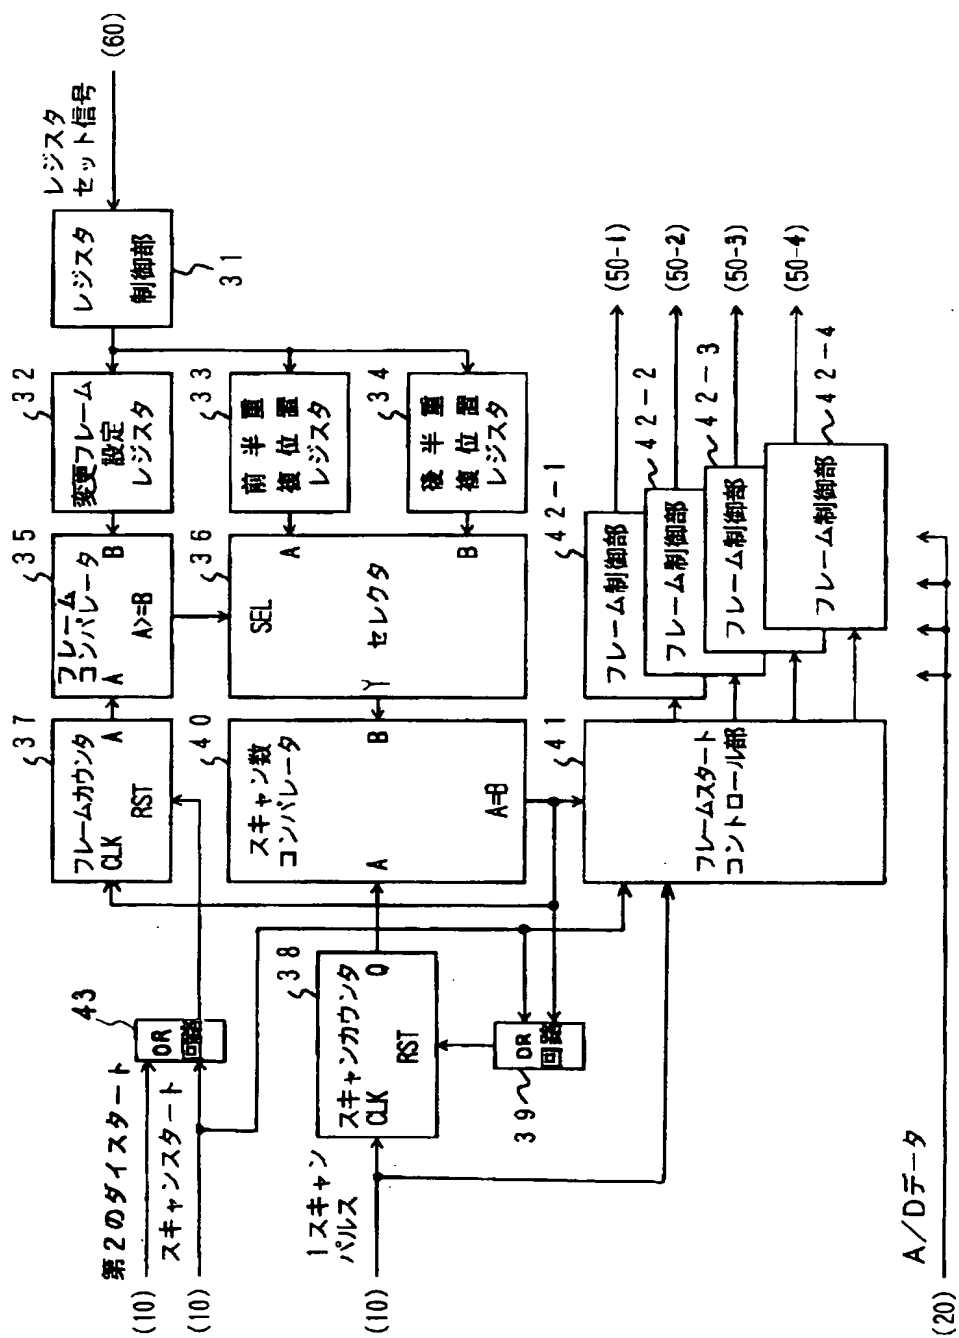 第2のダイスタート
(10)
スキャンスタート
(10)
43
OR
回路
フレームカウンタ
CLK
A
RST
37
フレーム
コンパレータ
A
B
A>=B
35
変更フレーム
設定
レジスタ
32
レジスタ
制御部
31
レジスタ
セット信号
(60)
1スキャン
パルス
(10)
スキャンカウンタ
CLK
Q
RST
38
39
OR
回路
スキャン数
コンパレータ
A
B
A=B
40
SEL
A
Y
セレクタ
B
36
前半重
複位置
レジスタ
33
後半重
複位置
レジスタ
34
フレームスタート
コントロール部
41
フレーム制御部
42-1
(50-1)
フレーム制御部
42-2
(50-2)
フレーム制御部
42-3
(50-3)
フレーム制御部
42-4
(50-4)
A/Dデータ
(20)